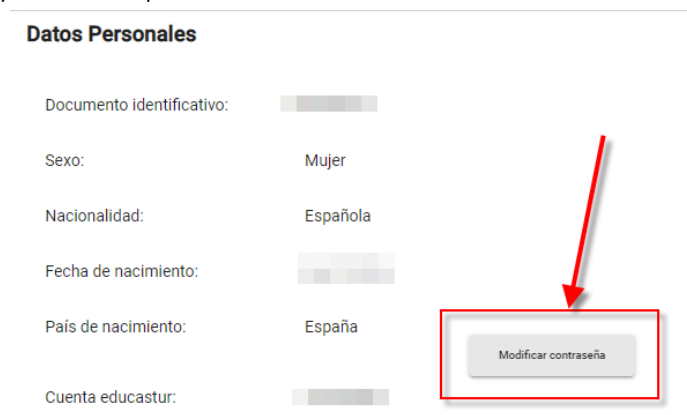 Datos Personales
Documento identificativo:
Sexo: Mujer
Nacionalidad: Española
Fecha de nacimiento:
País de nacimiento: España
Modificar contraseña
Cuenta educastur: